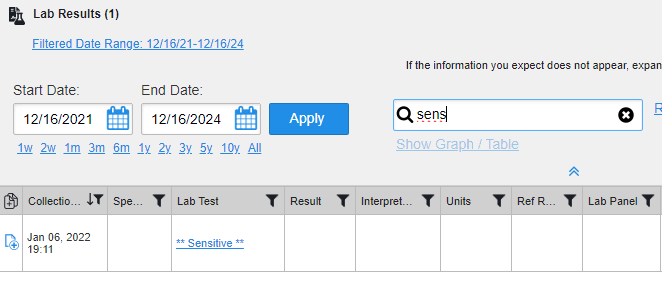 Lab Results (1)
Filtered Date Range: 12/16/21-12/16/24
If the information you expect does not appear, expan
Start Date: End Date:
12/16/2021 12/16/2024 Apply sens
1w 2w 1m 3m 6m 1y 2y 3y 5y 10y All
Show Graph / Table
Collectio... Spe... Lab Test Result Interpret... Units Ref R... Lab Panel
Jan 06, 2022
19:11
** Sensitive **